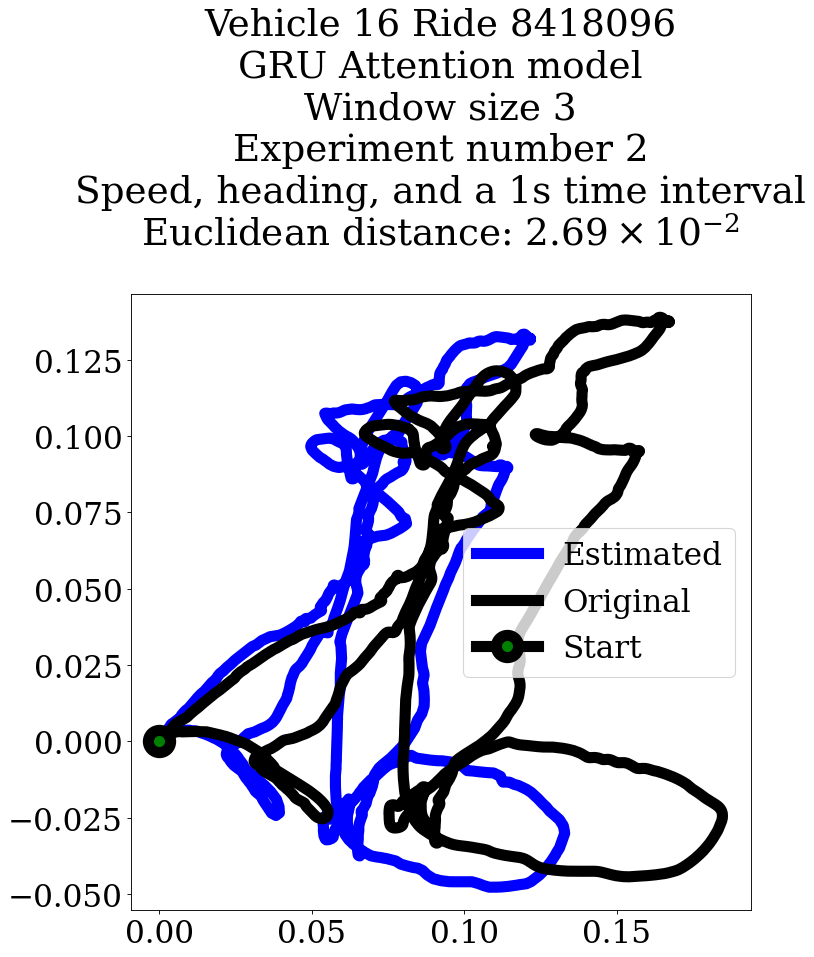 Vehicle 16 Ride 8418096
GRU Attention model
Window size 3
Experiment number 2
Speed, heading, and a 1s time interval
Euclidean distance: 2.69 × 10⁻²
0.125
0.100
0.075
0.050
0.025
0.000
−0.025
−0.050
Estimated
Original
Start
0.00 0.05 0.10 0.15